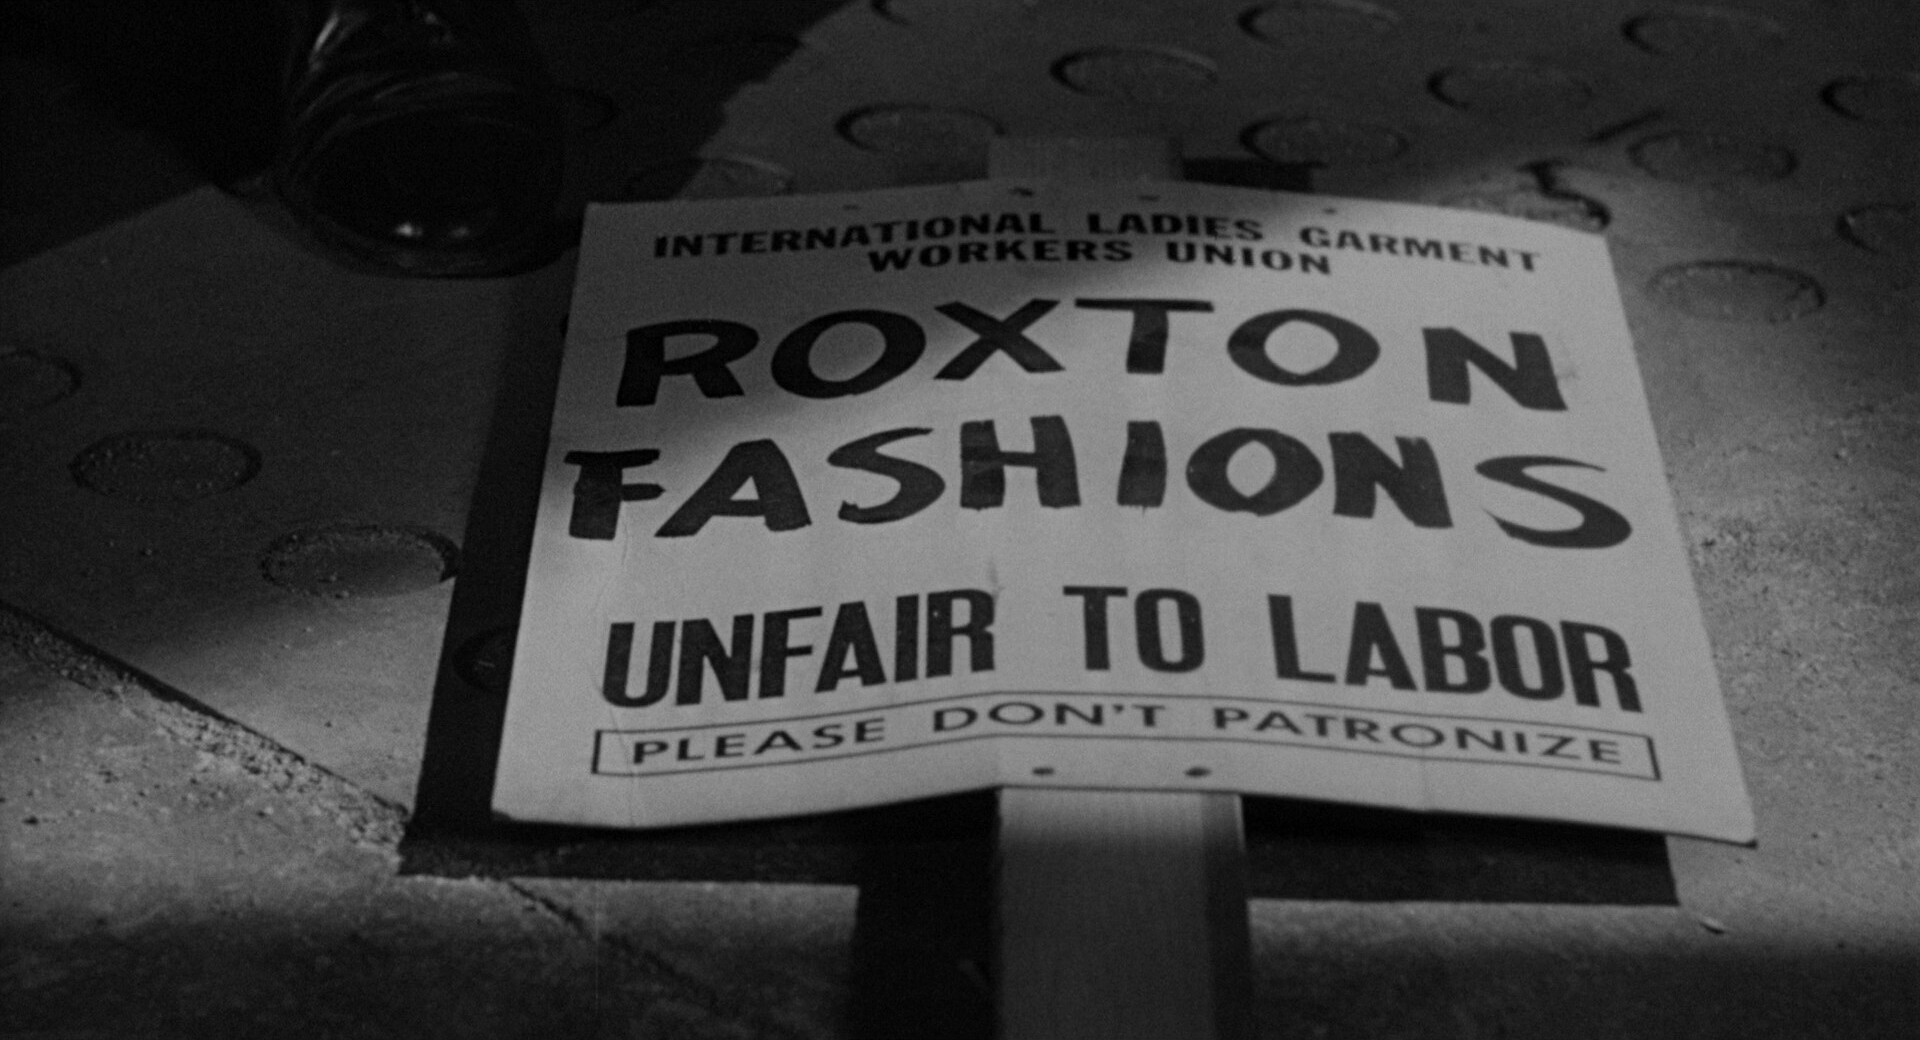 INTERNATIONAL LADIES GARMENT
WORKERS UNION
ROXTON
FASHIONS
UNFAIR TO LABOR
PLEASE DON'T PATRONIZE